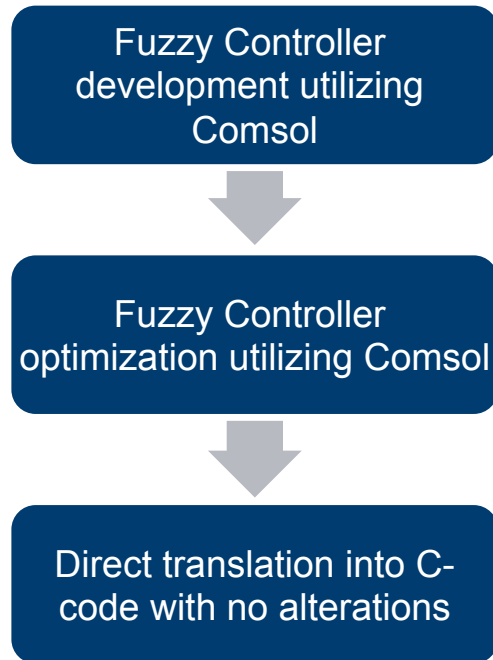 Fuzzy Controller
development utilizing
Comsol
Fuzzy Controller
optimization utilizing Comsol
Direct translation into C-
code with no alterations